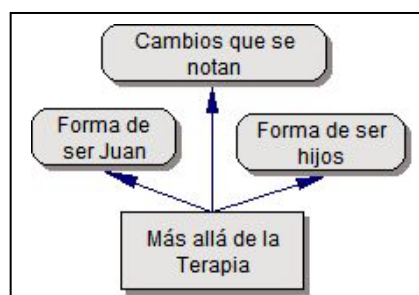 Cambios que se
notan
Forma de
ser Juan
Forma de ser
hijos
Más allá de la
Terapia